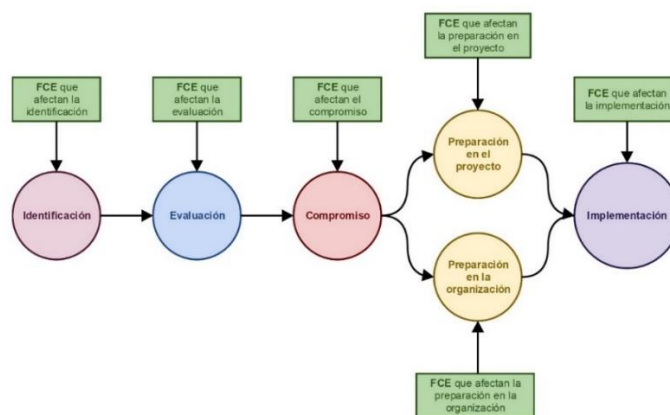 FCE que afectan
la preparación en
el proyecto
FCE que
afectan la
identificación
FCE que
afectan la
evaluación
FCE que
afectan el
compromiso
FCE que afectan
la implementación
Preparación
en el
proyecto
Identificación
Evaluación
Compromiso
Implementación
Preparación
en la
organización
FCE que afectan la
preparación en la
organización